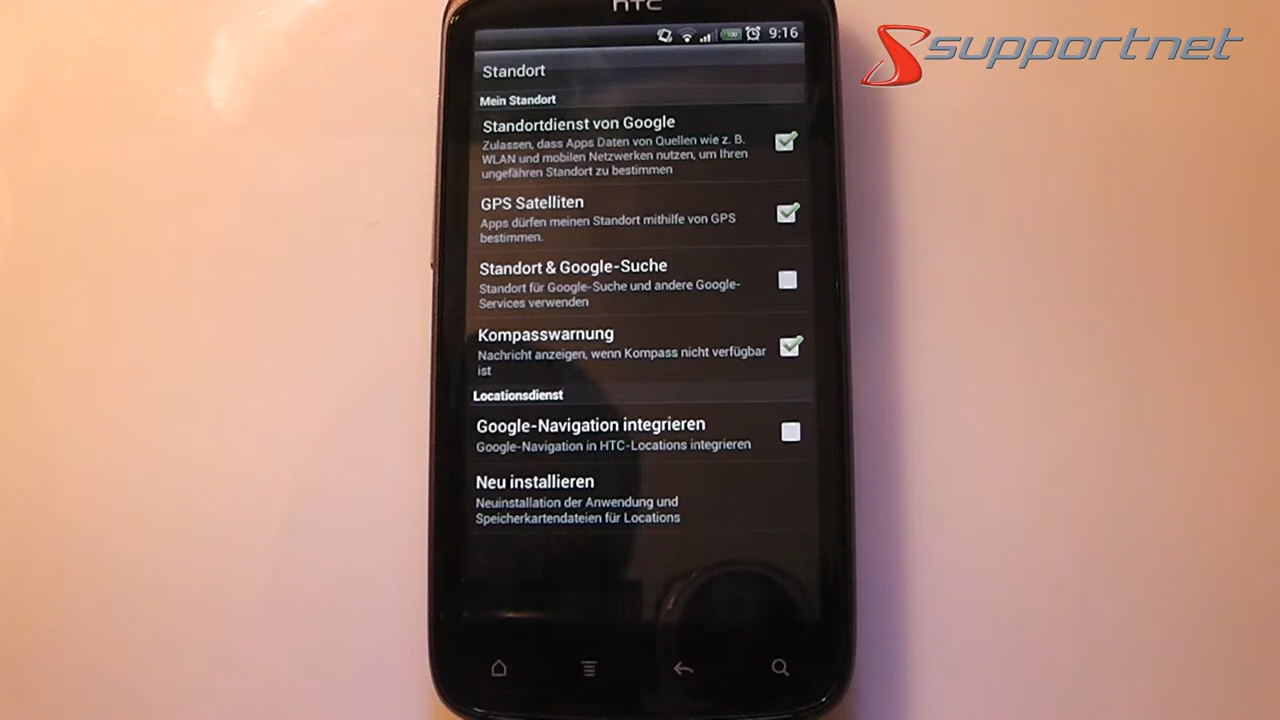 hTC
supportnet
9:16
Standort
Mein Standort
Standortdienst von Google
Zulassen, dass Apps Daten von Quellen wie z. B.
WLAN und mobilen Netzwerken nutzen, um Ihren
ungefähren Standort zu bestimmen
GPS Satelliten
Apps dürfen meinen Standort mithilfe von GPS
bestimmen.
Standort & Google-Suche
Standort für Google-Suche und andere Google-
Services verwenden
Kompasswarnung
Nachricht anzeigen, wenn Kompass nicht verfügbar
ist
Locationsdienst
Google-Navigation integrieren
Google-Navigation in HTC-Locations integrieren
Neu installieren
Neuinstallation der Anwendung und
Speicherkartendateien für Locations